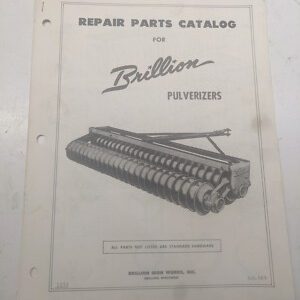 REPAIR PARTS CATALOG
FOR
Brillion
PULVERIZERS
ALL PARTS NOT LISTED ARE STANDARD HARDWARE
BRILLION IRON WORKS, INC.
BRILLION, WISCONSIN